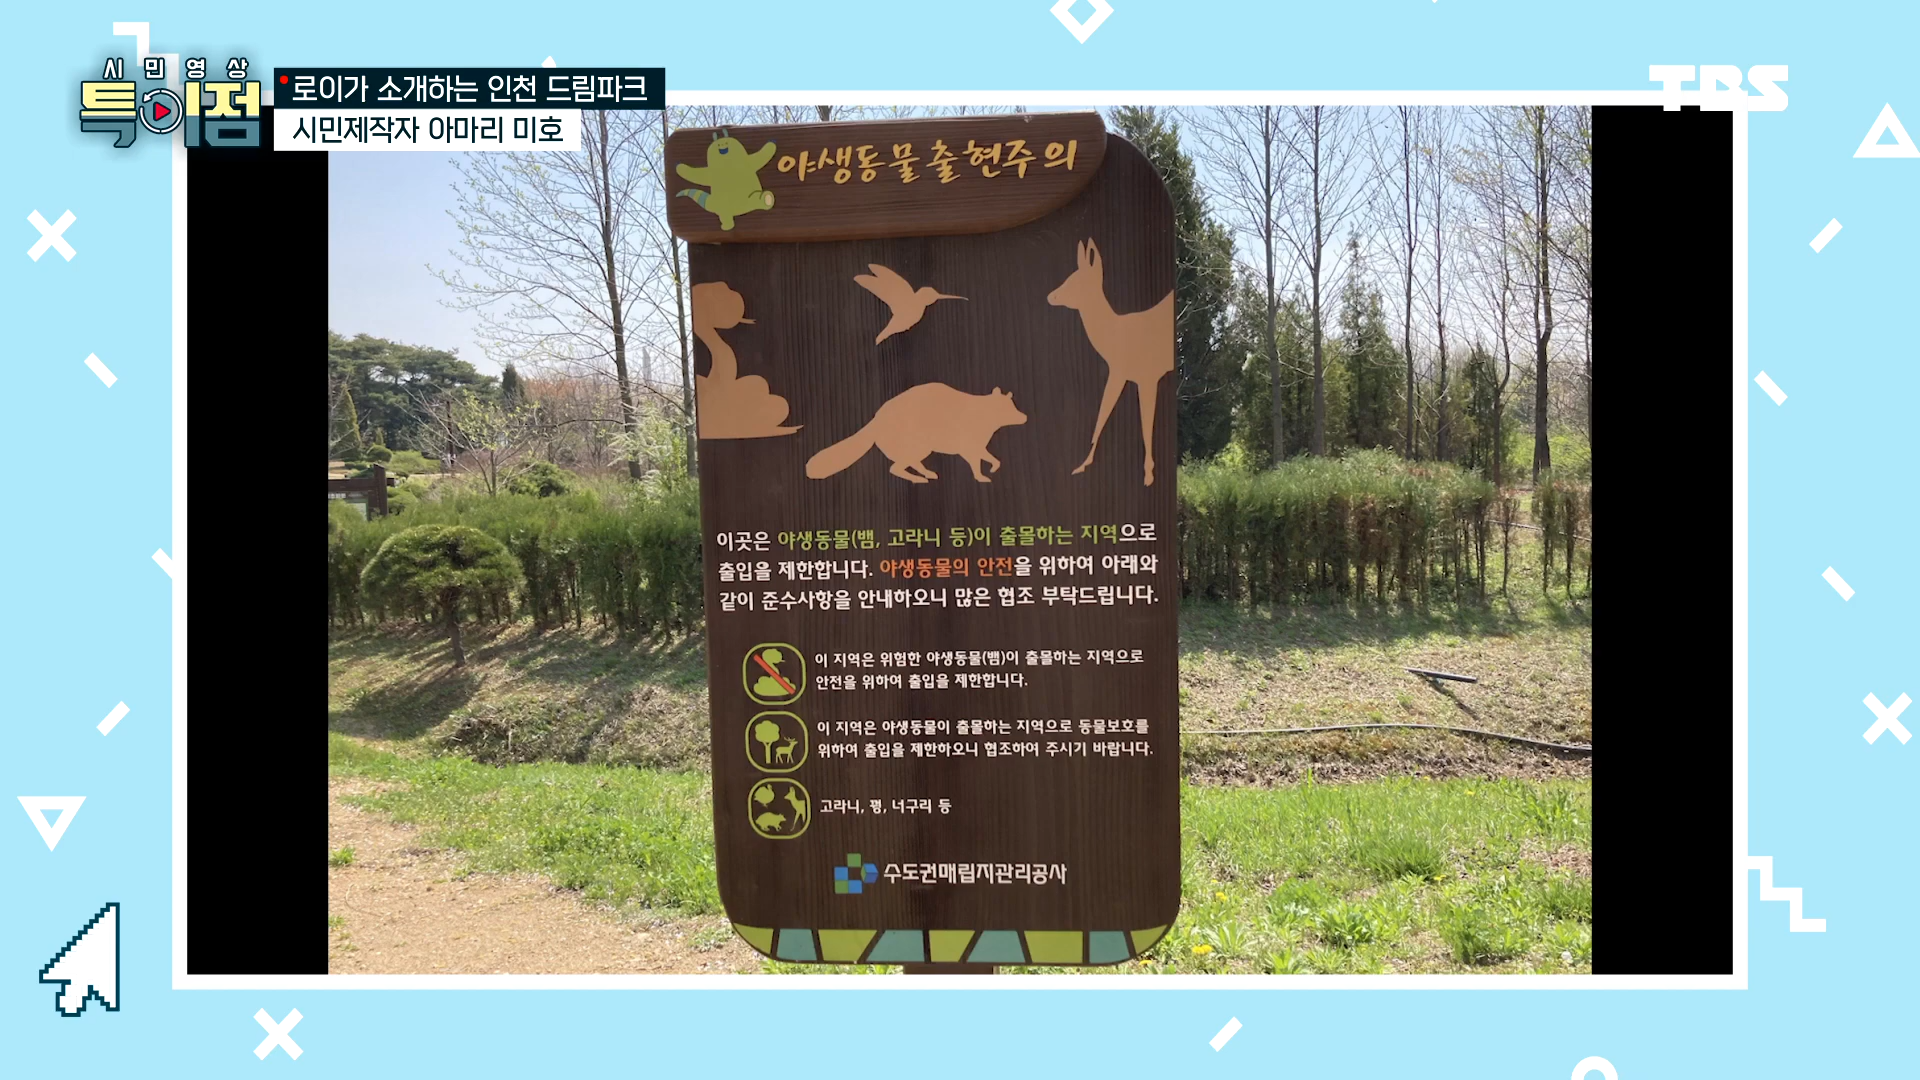 시민영상
특이점
로이가 소개하는 인천 드림파크
시민제작자 아마리 미호
TBS
야생동물출현주의
이곳은 야생동물(뱀, 고라니 등)이 출몰하는 지역으로
출입을 제한합니다. 야생동물의 안전을 위하여 아래와
같이 준수사항을 안내하오니 많은 협조 부탁드립니다.
이 지역은 위험한 야생동물(뱀)이 출몰하는 지역으로
안전을 위하여 출입을 제한합니다.
이 지역은 야생동물이 출몰하는 지역으로 동물보호를
위하여 출입을 제한하오니 협조하여 주시기 바랍니다.
고라니, 꿩, 너구리 등
수도권매립지관리공사